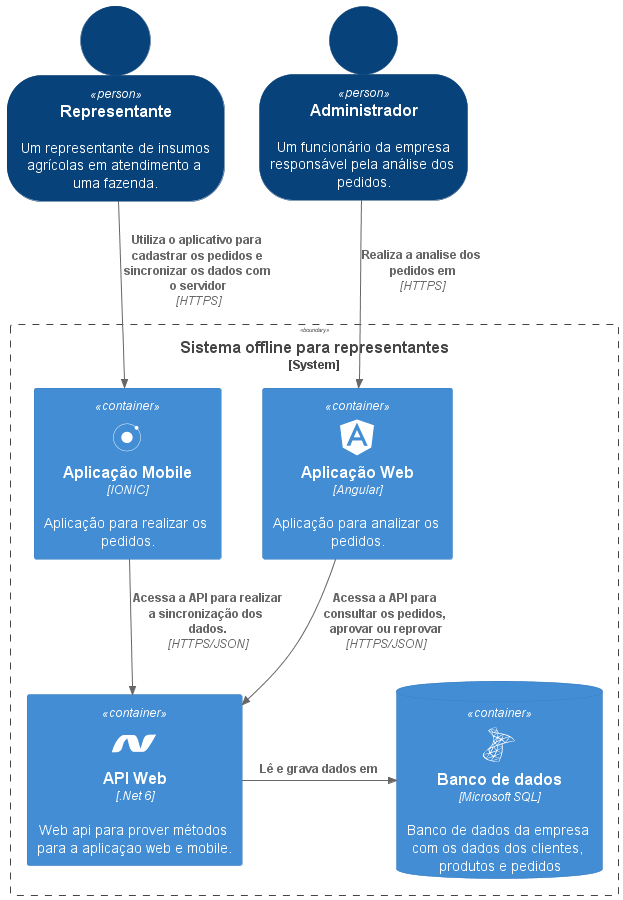 «person»
Representante
Um representante de insumos
agrícolas em atendimento a
uma fazenda.
«person»
Administrador
Um funcionário da empresa
responsável pela análise dos
pedidos.
Utiliza o aplicativo para
cadastrar os pedidos e
sincronizar os dados com
o servidor
[HTTPS]
Realiza a analise dos
pedidos em
[HTTPS]
«boundary»
Sistema offline para representantes
[System]
«container»
Aplicação Mobile
[IONIC]
Aplicação para realizar os
pedidos.
«container»
Aplicação Web
[Angular]
Aplicação para analizar os
pedidos.
Acessa a API para realizar
a sincronização dos
dados.
[HTTPS/JSON]
Acessa a API para
consultar os pedidos,
aprovar ou reprovar
[HTTPS/JSON]
«container»
API Web
[.Net 6]
Web api para prover métodos
para a aplicaçao web e mobile.
Lê e grava dados em
«container»
Banco de dados
[Microsoft SQL]
Banco de dados da empresa
com os dados dos clientes,
produtos e pedidos